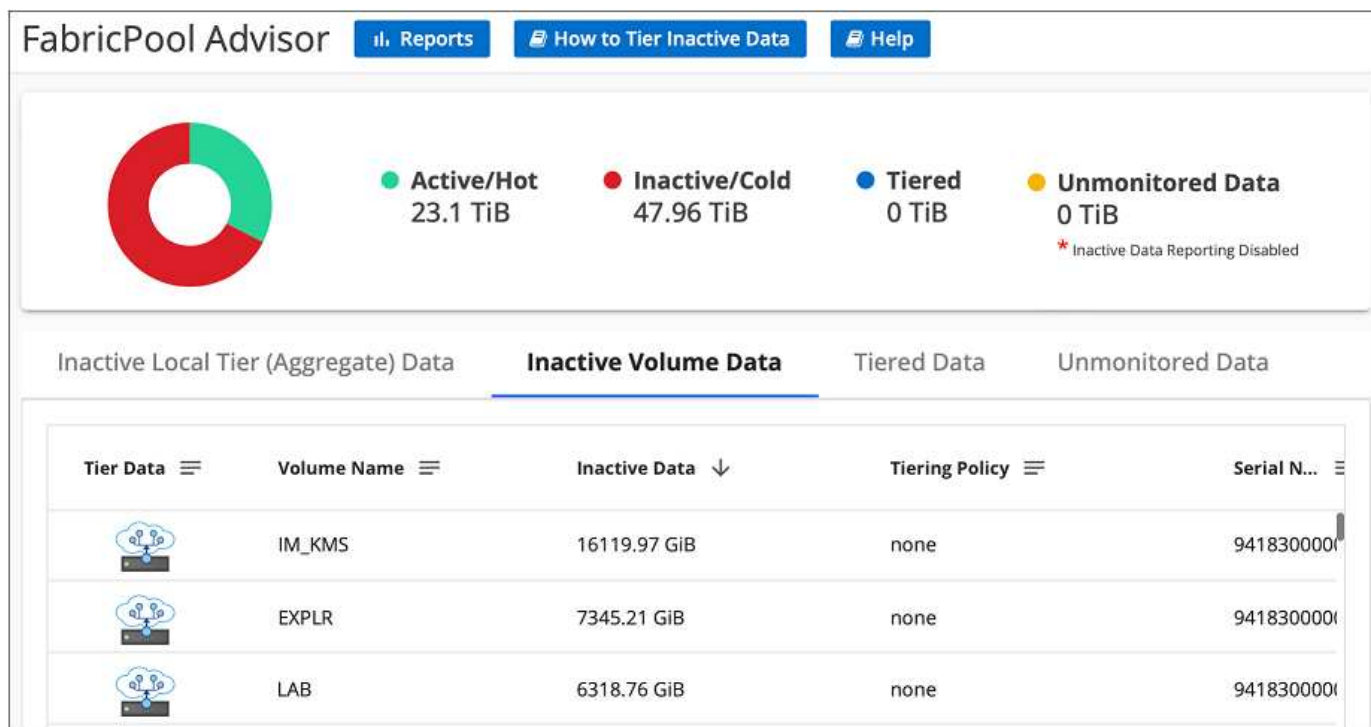 FabricPool Advisor Reports How to Tier Inactive Data Help
Active/Hot Inactive/Cold Tiered Unmonitored Data
23.1 TiB 47.96 TiB 0 TiB 0 TiB
* Inactive Data Reporting Disabled
Inactive Local Tier (Aggregate) Data Inactive Volume Data Tiered Data Unmonitored Data
Tier Data Volume Name Inactive Data Tiering Policy Serial N...
IM_KMS 16119.97 GiB none 9418300000
EXPLR 7345.21 GiB none 9418300000
LAB 6318.76 GiB none 9418300000